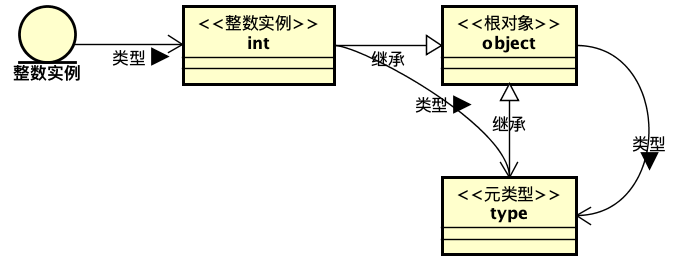 整数实例
类型
<<整数实例>>
int
继承
类型
<<根对象>>
object
继承
类型
<<元类型>>
type